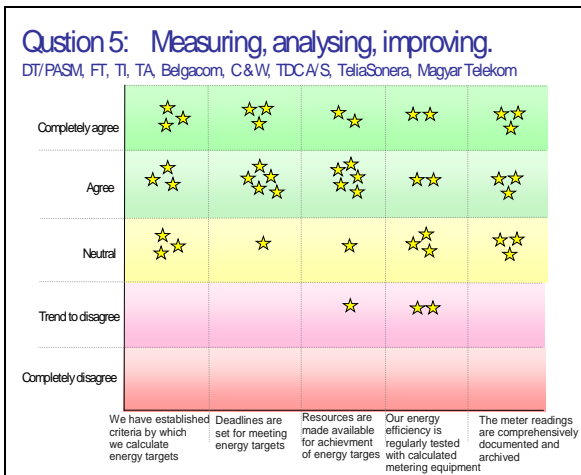 Qustion 5: Measuring, analysing, improving.
DT/PASM, FT, TI, TA, Belgacom, C&W, TDC A/S, TeliaSonera, Magyar Telekom
Completely agree
Agree
Neutral
Trend to disagree
Completely disagree
We have established
criteria by which
we calculate
energy targets
Deadlines are
set for meeting
energy targets
Resources are
made available
for achievment
of energy targes
Our energy
efficiency is
regularly tested
with calculated
metering equipment
The meter readings
are comprehensively
documented and
archived